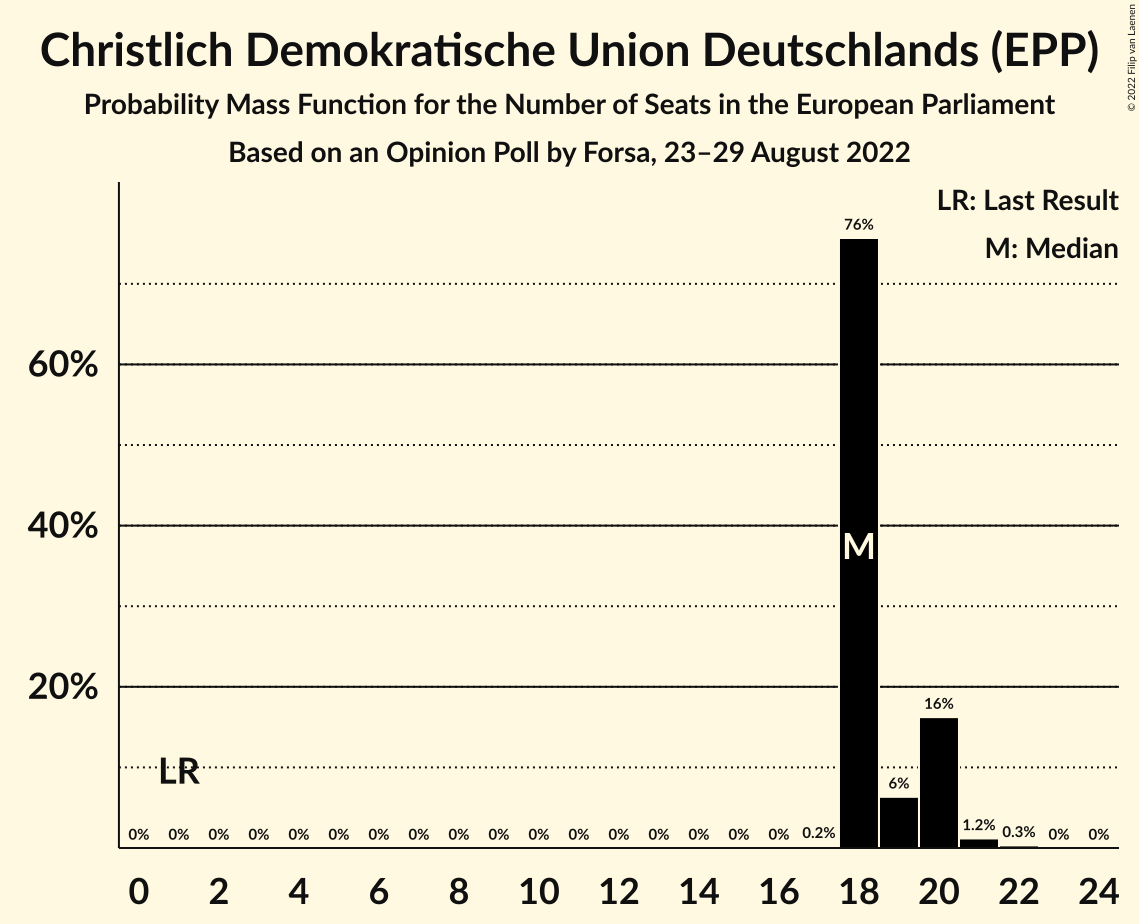 Christlich Demokratische Union Deutschlands (EPP)
Probability Mass Function for the Number of Seats in the European Parliament
Based on an Opinion Poll by Forsa, 23–29 August 2022
© 2022 Filip van Laenen
LR: Last Result
M: Median
76%
60%
40%
M
20%
16%
LR
6%
0% 0% 0% 0% 0% 0% 0% 0% 0% 0% 0% 0% 0% 0% 0% 0% 0% 0.2% 1.2% 0.3% 0% 0%
0 2 4 6 8 10 12 14 16 18 20 22 24